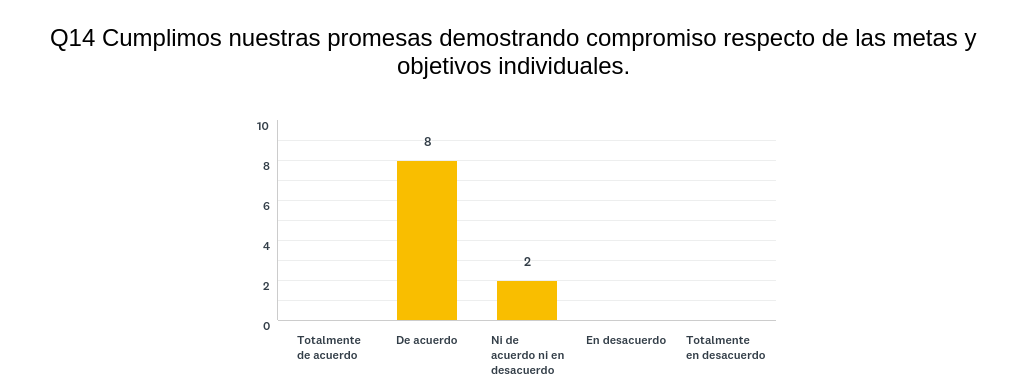 Q14 Cumplimos nuestras promesas demostrando compromiso respecto de las metas y
objetivos individuales.
10
8
8
6
4
2
2
0
Totalmente
de acuerdo
De acuerdo
Ni de
acuerdo ni en
desacuerdo
En desacuerdo
Totalmente
en desacuerdo